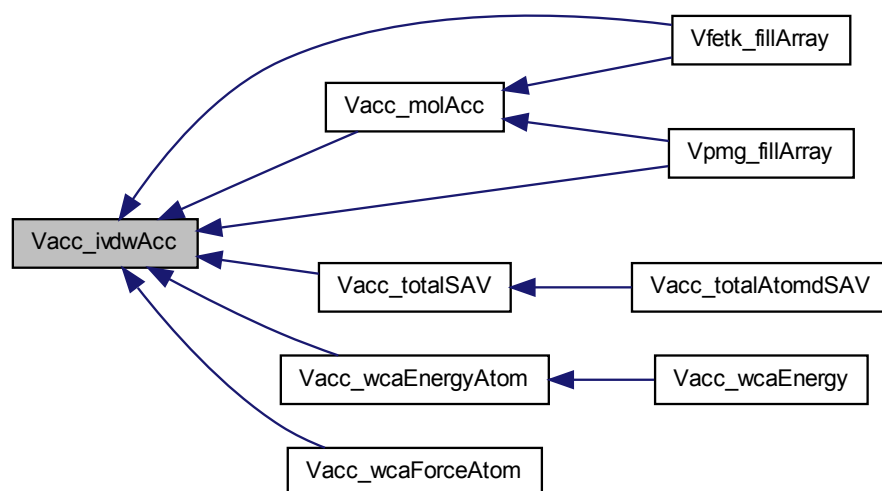 Vfetk_fillArray
Vacc_molAcc
Vpmg_fillArray
Vacc_ivdwAcc
Vacc_totalSAV
Vacc_totalAtomdSAV
Vacc_wcaEnergyAtom
Vacc_wcaEnergy
Vacc_wcaForceAtom